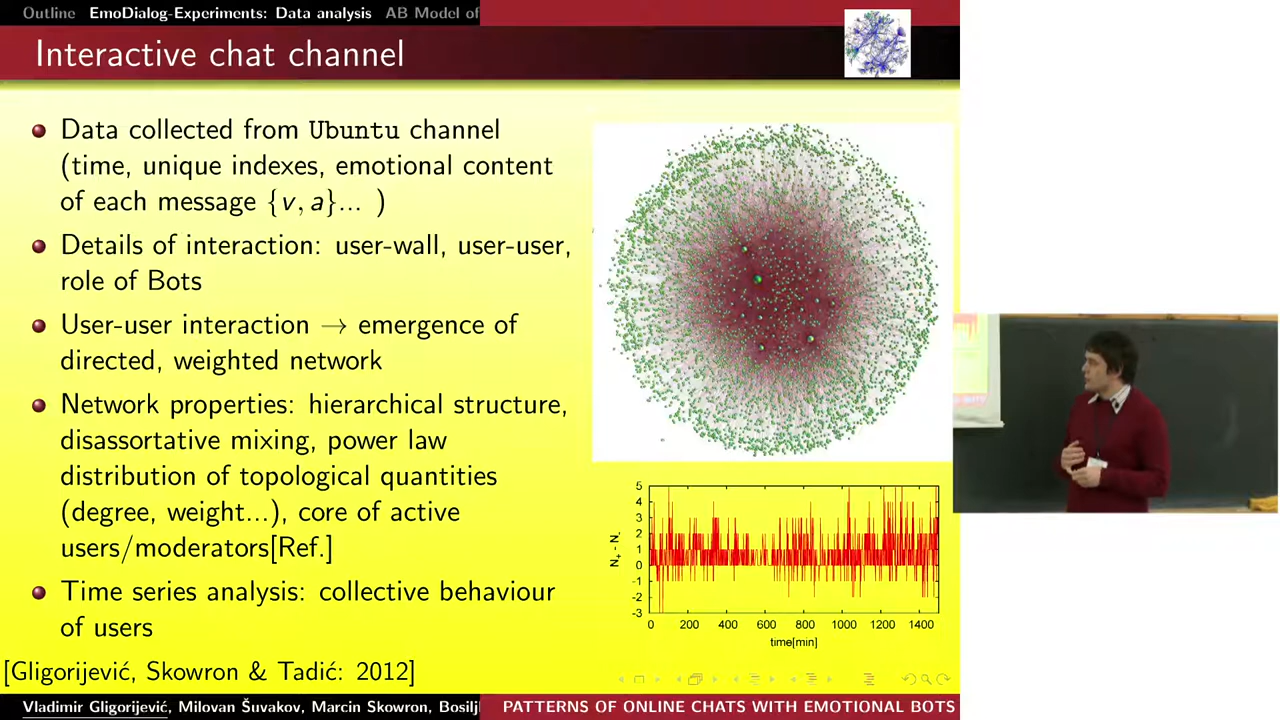 Outline EmoDialog-Experiments: Data analysis AB Model of
Interactive chat channel
Data collected from Ubuntu channel
(time, unique indexes, emotional content
of each message {v, a}... )
Details of interaction: user-wall, user-user,
role of Bots
User-user interaction → emergence of
directed, weighted network
Network properties: hierarchical structure,
disassortative mixing, power law
distribution of topological quantities
(degree, weight...), core of active
users/moderators[Ref.]
Time series analysis: collective behaviour
of users
[Gligorijević, Skowron & Tadić: 2012]
N+ - N-
5
4
3
2
1
0
-1
-2
-3
0 200 400 600 800 1000 1200 1400
time[min]
Vladimir Gligorijević, Milovan Šuvakov, Marcin Skowron, Bosilj
PATTERNS OF ONLINE CHATS WITH EMOTIONAL BOTS